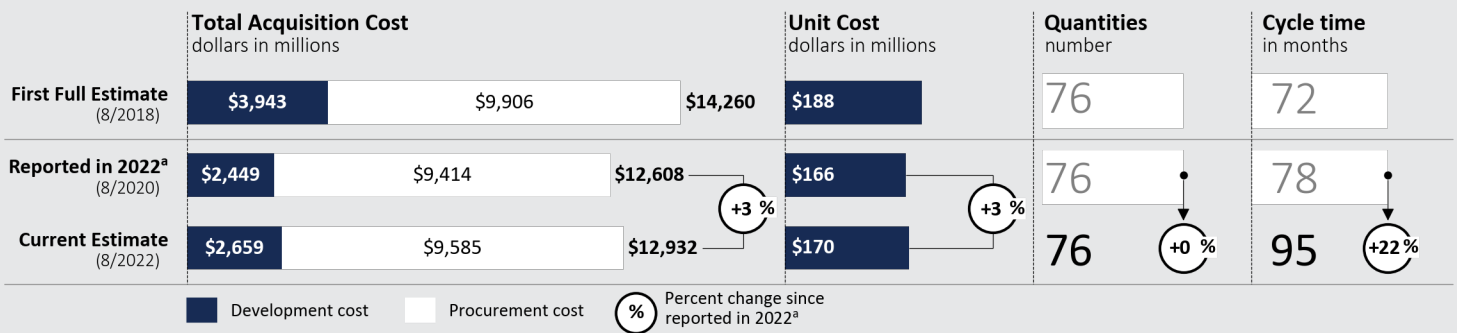 Total Acquisition Cost
dollars in millions
Unit Cost
dollars in millions
Quantities
number
Cycle time
in months
First Full Estimate
(8/2018)
$3,943
$9,906
$14,260
$188
76
72
Reported in 2022ᵃ
(8/2020)
$2,449
$9,414
$12,608
$166
76
78
+3 %
+3 %
Current Estimate
(8/2022)
$2,659
$9,585
$12,932
$170
76
+0 %
95
+22 %
Development cost
Procurement cost
%
Percent change since
reported in 2022ᵃ